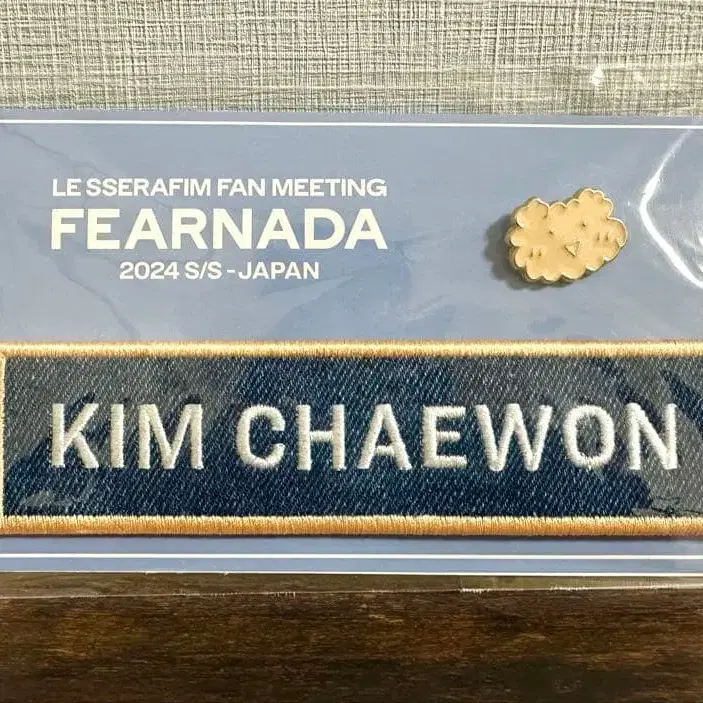 LE SSERAFIM FAN MEETING
FEARNADA
2024 S/S - JAPAN
KIM CHAEWON